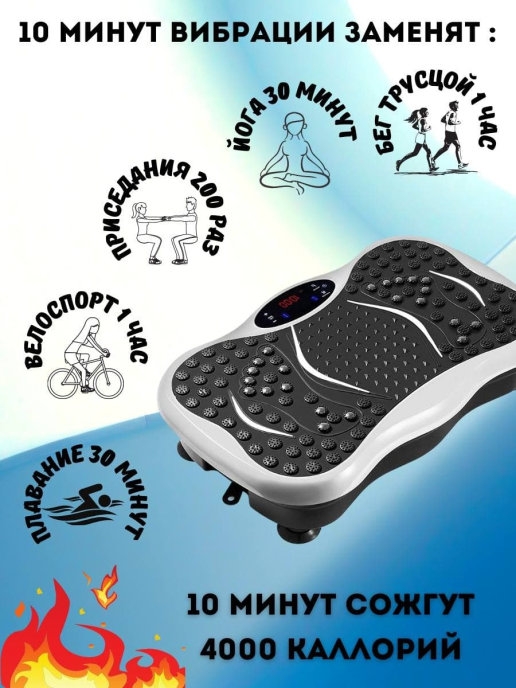 10 МИНУТ ВИБРАЦИИ ЗАМЕНЯТ :
БЕГ ТРУСЦОЙ 1 ЧАС
ЙОГА 30 МИНУТ
ПРИСЕДАНИЯ 200 РАЗ
ВЕЛОСПОРТ 1 ЧАС
ПЛАВАНИЕ 30 МИНУТ
10 МИНУТ СОЖГУТ
4000 КАЛЛОРИЙ